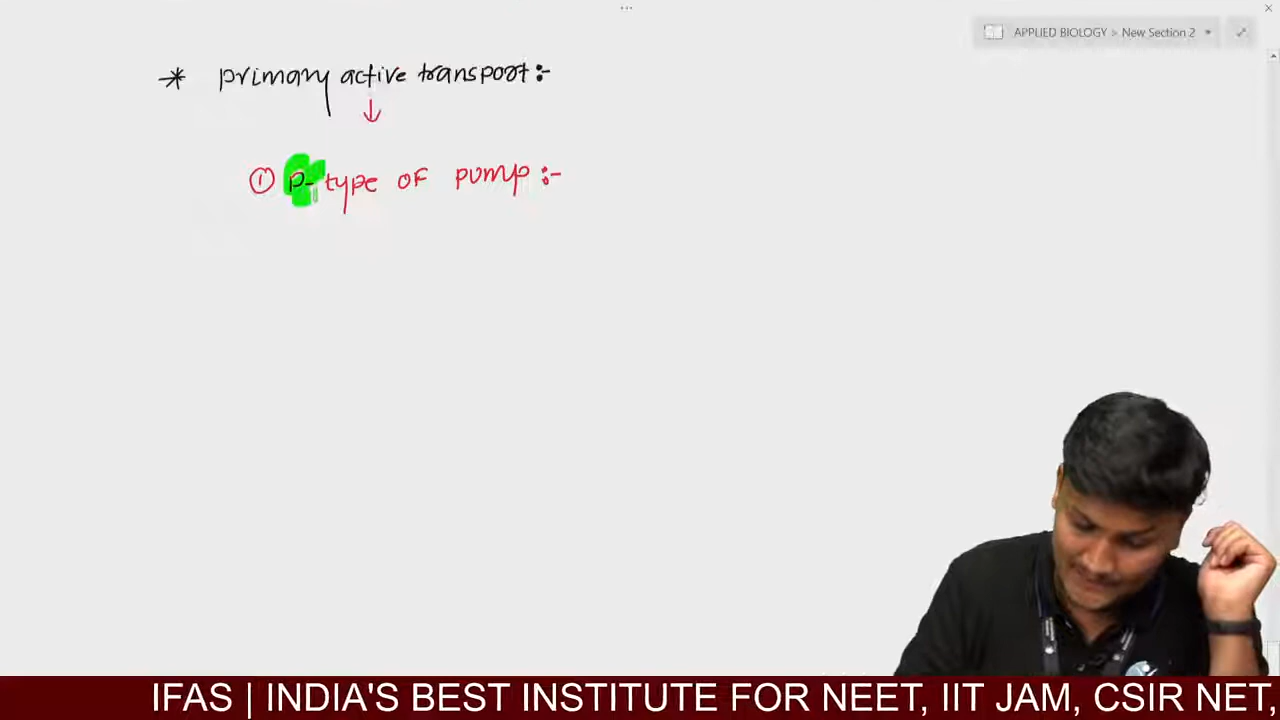 APPLIED BIOLOGY > New Section 2
* primary active transport :-
↓
① P- type of pump :-
IFAS | INDIA'S BEST INSTITUTE FOR NEET, IIT JAM, CSIR NET,